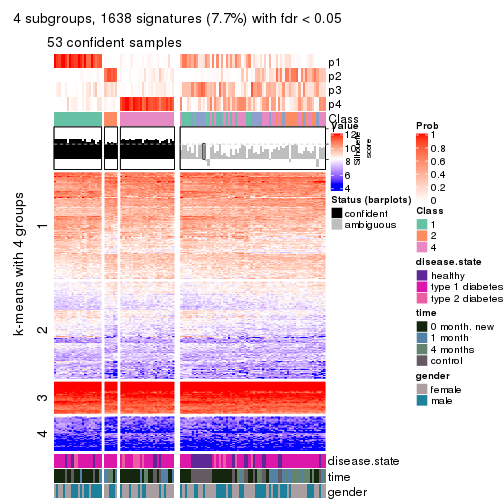 4 subgroups, 1638 signatures (7.7%) with fdr < 0.05
53 confident samples
p1
p2
p3
p4
Class
Silhouette
score
k-means with 4 groups
1
2
3
4
disease.state
time
gender
Value
12
10
8
6
4
Status (barplots)
confident
ambiguous
Prob
1
0.8
0.6
0.4
0.2
0
Class
1
2
4
disease.state
healthy
type 1 diabetes
type 2 diabetes
time
0 month. new
1 month
4 months
control
gender
female
male